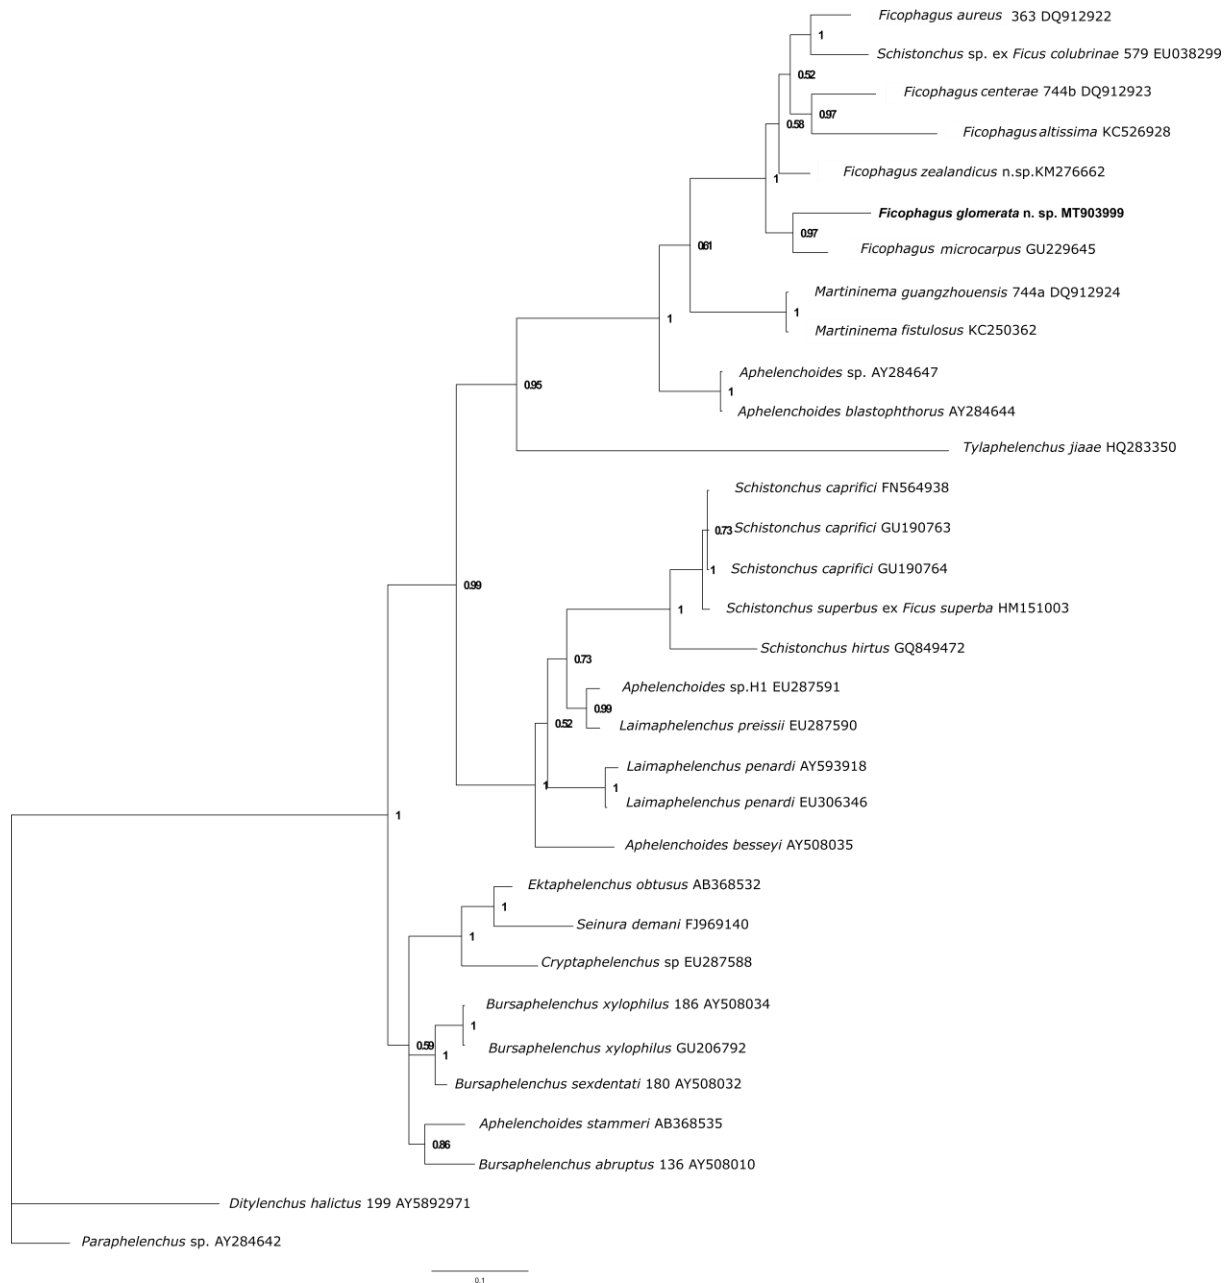 Ficophagus aureus 363 DQ912922
1
Schistonchus sp. ex Ficus colubrinae 579 EU038299
0.52
Ficophagus centerae 744b DQ912923
0.97
0.58
Ficophagus altissima KC526928
Ficophagus zealandicus n.sp.KM276662
1
Ficophagus glomerata n. sp. MT903999
0.97
0.61
Ficophagus microcarpus GU229645
Martininema guangzhouensis 744a DQ912924
1
1
Martininema fistulosus KC250362
Aphelenchoides sp. AY284647
0.95
1
Aphelenchoides blastophthorus AY284644
Tylaphelenchus jiaae HQ283350
Schistonchus caprifici FN564938
0.73
Schistonchus caprifici GU190763
1
Schistonchus caprifici GU190764
0.99
1
Schistonchus superbus ex Ficus superba HM151003
Schistonchus hirtus GQ849472
0.73
Aphelenchoides sp.H1 EU287591
0.99
0.52
Laimaphelenchus preissii EU287590
Laimaphelenchus penardi AY593918
1
1
Laimaphelenchus penardi EU306346
1
Aphelenchoides besseyi AY508035
Ektaphelenchus obtusus AB368532
1
Seinura demani FJ969140
1
Cryptaphelenchus sp EU287588
Bursaphelenchus xylophilus 186 AY508034
1
0.59
Bursaphelenchus xylophilus GU206792
1
Bursaphelenchus sexdentati 180 AY508032
Aphelenchoides stammeri AB368535
0.86
Bursaphelenchus abruptus 136 AY508010
Ditylenchus halictus 199 AY5892971
Paraphelenchus sp. AY284642
0.1